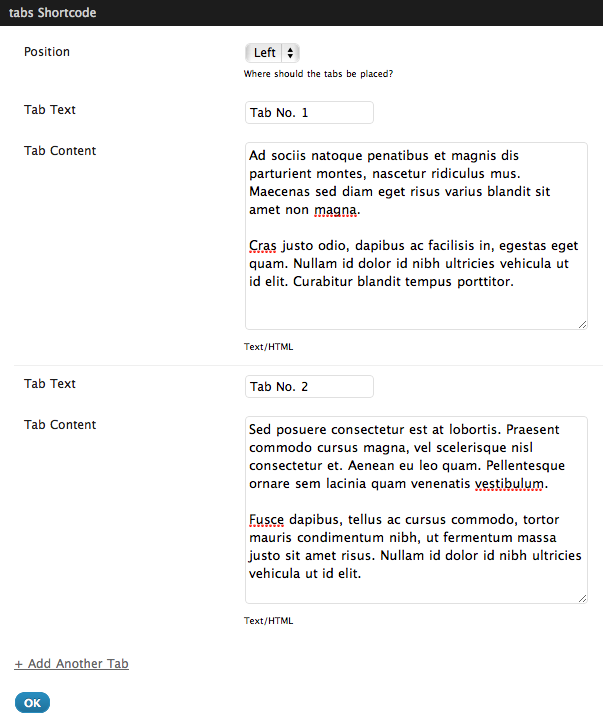 tabs Shortcode
Position
Left
Where should the tabs be placed?
Tab Text
Tab No. 1
Tab Content
Ad sociis natoque penatibus et magnis dis
parturient montes, nascetur ridiculus mus.
Maecenas sed diam eget risus varius blandit sit
amet non magna.
Cras justo odio, dapibus ac facilisis in, egestas eget
quam. Nullam id dolor id nibh ultricies vehicula ut
id elit. Curabitur blandit tempus porttitor.
Text/HTML
Tab Text
Tab No. 2
Tab Content
Sed posuere consectetur est at lobortis. Praesent
commodo cursus magna, vel scelerisque nisl
consectetur et. Aenean eu leo quam. Pellentesque
ornare sem lacinia quam venenatis vestibulum.
Fusce dapibus, tellus ac cursus commodo, tortor
mauris condimentum nibh, ut fermentum massa
justo sit amet risus. Nullam id dolor id nibh ultricies
vehicula ut id elit.
Text/HTML
+ Add Another Tab
OK